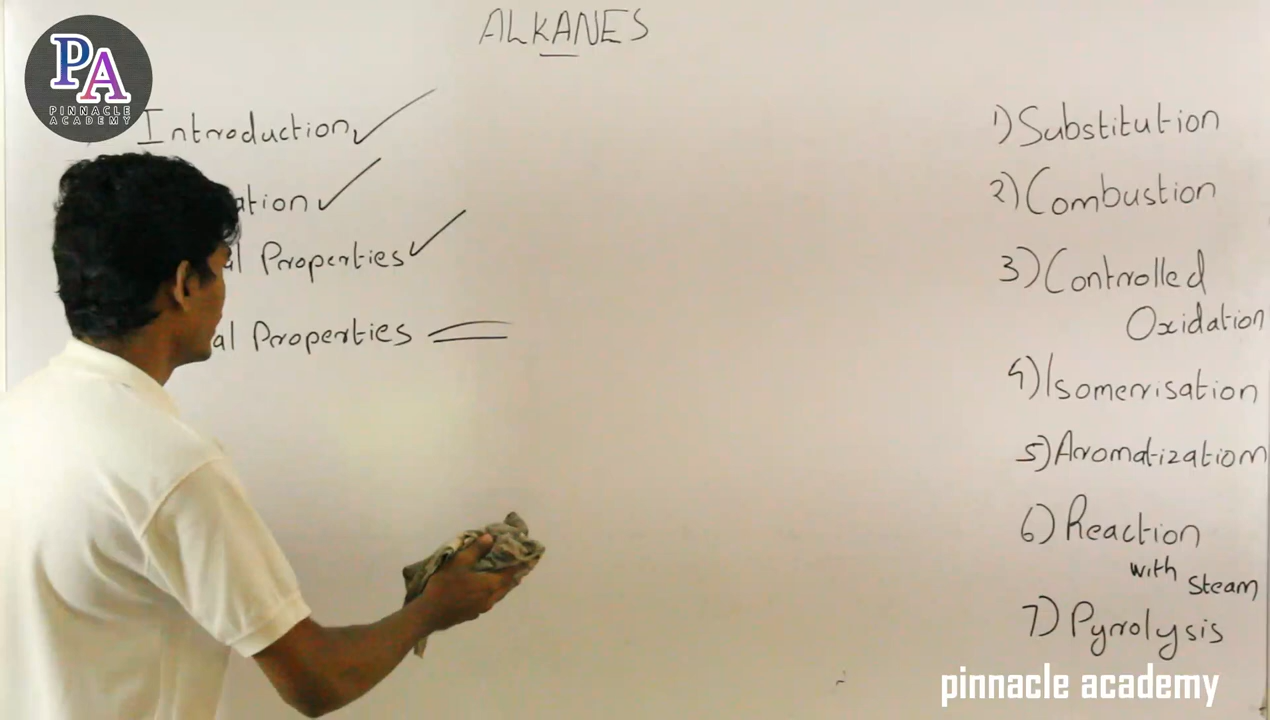 ALKANES
PA
PINNACLE
ACADEMY
Introduction
ation
al Properties
al Properties
1) Substitution
2) Combustion
3) Controlled
Oxidation
4) Isomerisation
5) Aromatization
6) Reaction
with Steam
7) Pyrolysis
pinnacle academy